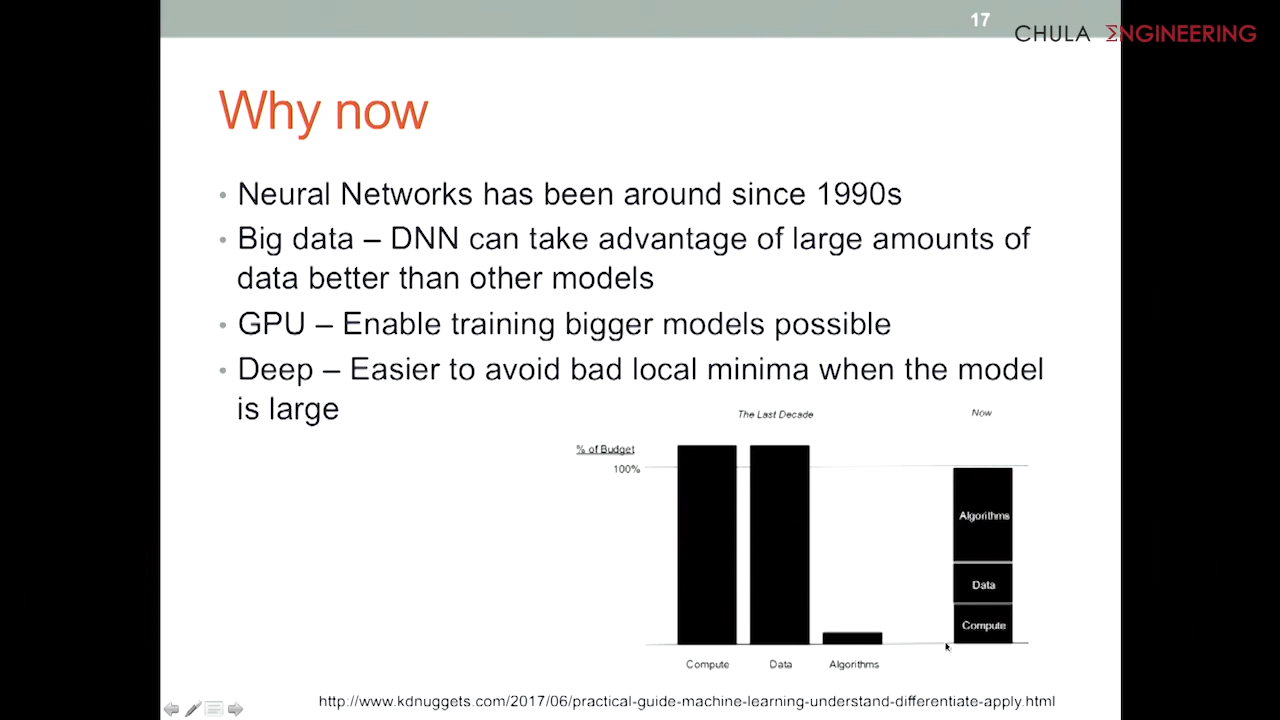 17
CHULA ΣNGINEERING
Why now
• Neural Networks has been around since 1990s
• Big data – DNN can take advantage of large amounts of
data better than other models
• GPU – Enable training bigger models possible
• Deep – Easier to avoid bad local minima when the model
is large
The Last Decade
Now
% of Budget
100%
Algorithms
Data
Compute
Compute
Data
Algorithms
http://www.kdnuggets.com/2017/06/practical-guide-machine-learning-understand-differentiate-apply.html